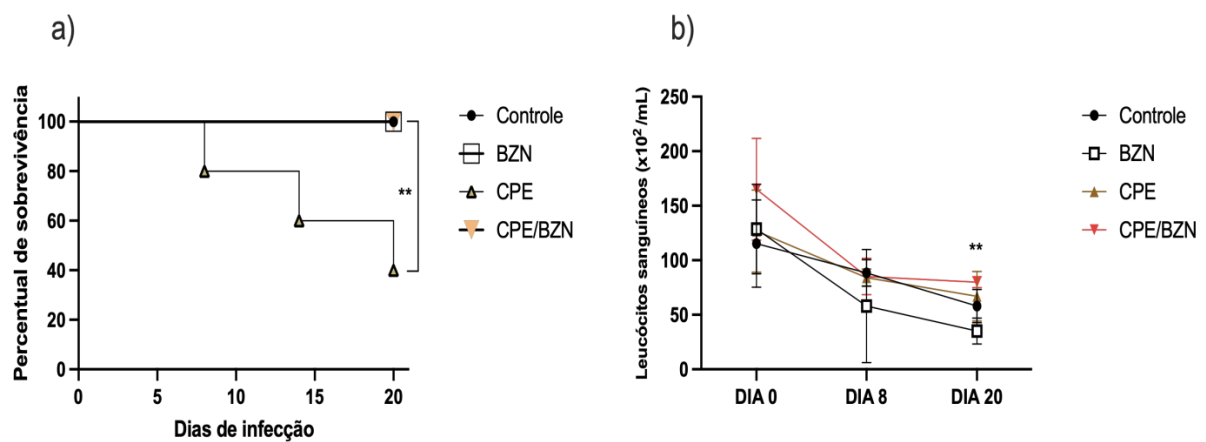 a)
Percentual de sobrevivência
100
80
60
40
20
0
0 5 10 15 20
Dias de infecção
**
Controle
BZN
CPE
CPE/BZN
b)
Leucócitos sanguíneos (x10² /mL)
250
200
150
100
50
0
DIA 0 DIA 8 DIA 20
**
Controle
BZN
CPE
CPE/BZN